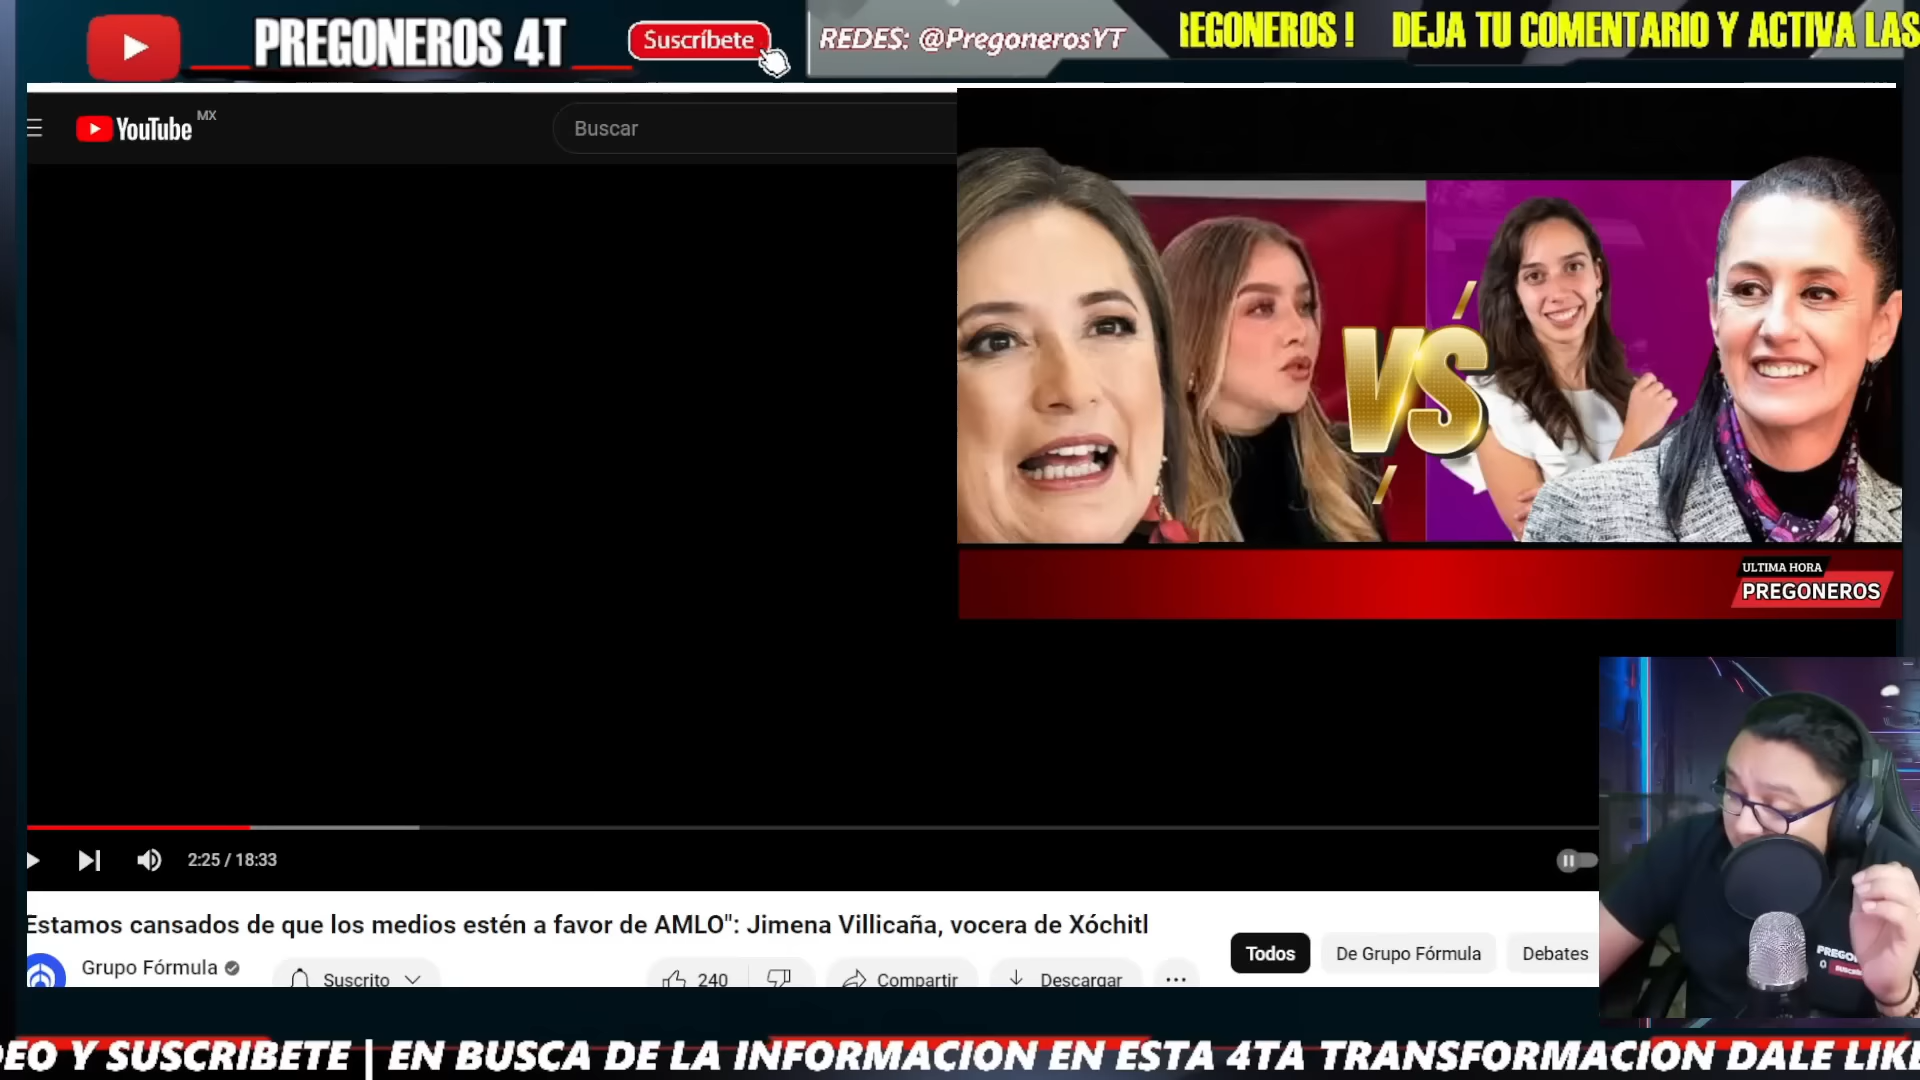 PREGONEROS 4T
Suscríbete
REDES: @PregonerosYT
REGONEROS ! DEJA TU COMENTARIO Y ACTIVA LAS
YouTube MX
Buscar
VS
ULTIMA HORA
PREGONEROS
2:25 / 18:33
Estamos cansados de que los medios estén a favor de AMLO": Jimena Villicaña, vocera de Xóchitl
Grupo Fórmula
Suscrito
240
Compartir
Descargar
Todos
De Grupo Fórmula
Debates
DEO Y SUSCRIBETE | EN BUSCA DE LA INFORMACION EN ESTA 4TA TRANSFORMACION DALE LIKE